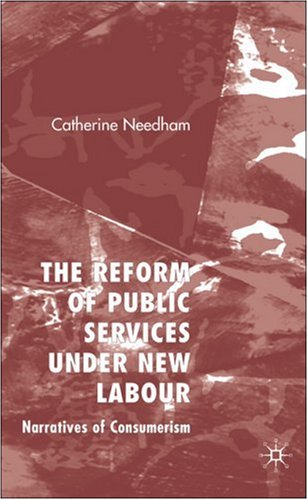 Catherine Needham
THE REFORM
OF PUBLIC
SERVICES
UNDER NEW
LABOUR
Narratives of Consumerism